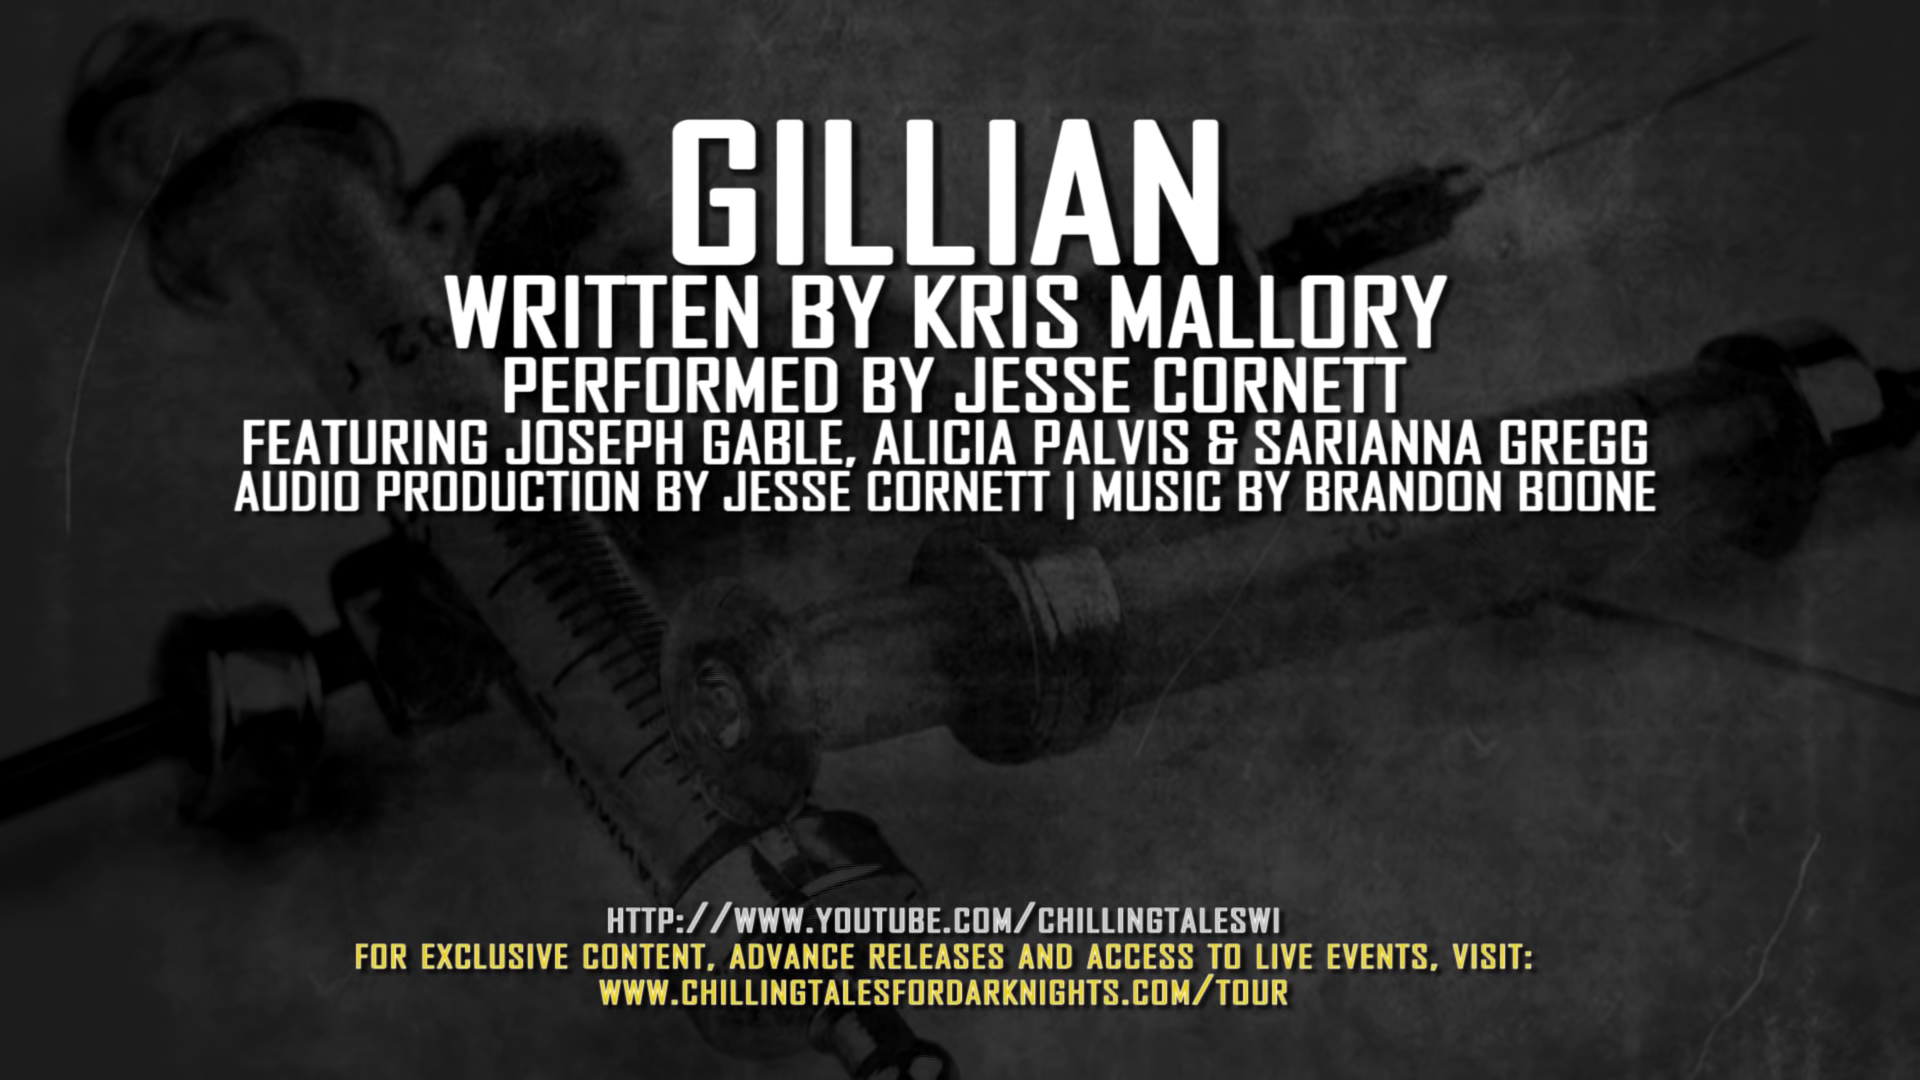 GILLIAN
WRITTEN BY KRIS MALLORY
PERFORMED BY JESSE CORNETT
FEATURING JOSEPH GABLE, ALICIA PALVIS & SARIANNA GREGG
AUDIO PRODUCTION BY JESSE CORNETT | MUSIC BY BRANDON BOONE
HTTP://WWW.YOUTUBE.COM/CHILLINGTALESWI
FOR EXCLUSIVE CONTENT, ADVANCE RELEASES AND ACCESS TO LIVE EVENTS, VISIT:
WWW.CHILLINGTALESFORDARKNIGHTS.COM/TOUR